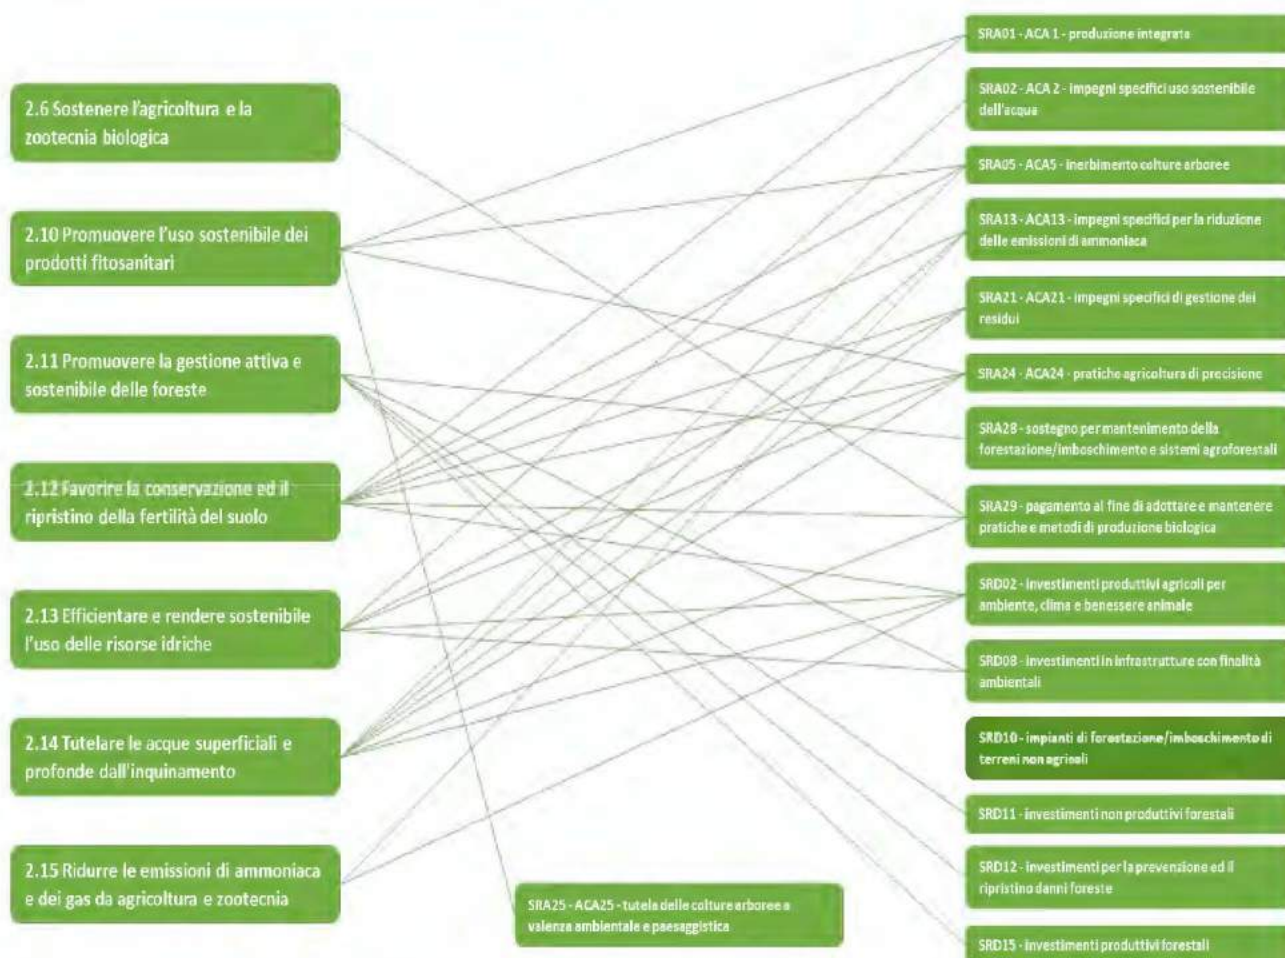 2.6 Sostenere l'agricoltura e la
zootecnia biologica
2.10 Promuovere l'uso sostenibile dei
prodotti fitosanitari
2.11 Promuovere la gestione attiva e
sostenibile delle foreste
2.12 Favorire la conservazione ed il
ripristino della fertilità del suolo
2.13 Efficientare e rendere sostenibile
l'uso delle risorse idriche
2.14 Tutelare le acque superficiali e
profonde dall'inquinamento
2.15 Ridurre le emissioni di ammoniaca
e dei gas da agricoltura e zootecnia
SRA25 - ACA25 - tutela delle colture arboree a
valenza ambientale e paesaggistica
SRA01 - ACA 1 - produzione integrata
SRA02 - ACA 2 - impegni specifici uso sostenibile
dell'acqua
SRA05 - ACA5 - inerbimento colture arboree
SRA13 - ACA13 - impegni specifici per la riduzione
delle emissioni di ammoniaca
SRA21 - ACA21 - impegni specifici di gestione dei
residui
SRA24 - ACA24 - pratiche agricoltura di precisione
SRA28 - sostegno per mantenimento della
forestazione/imboschimento e sistemi agroforestali
SRA29 - pagamento al fine di adottare e mantenere
pratiche e metodi di produzione biologica
SRD02 - investimenti produttivi agricoli per
ambiente, clima e benessere animale
SRD08 - investimenti in infrastrutture con finalità
ambientali
SRD10 - impianti di forestazione/imboschimento di
terreni non agricoli
SRD11 - investimenti non produttivi forestali
SRD12 - investimenti per la prevenzione ed il
ripristino danni foreste
SRD15 - investimenti produttivi forestali